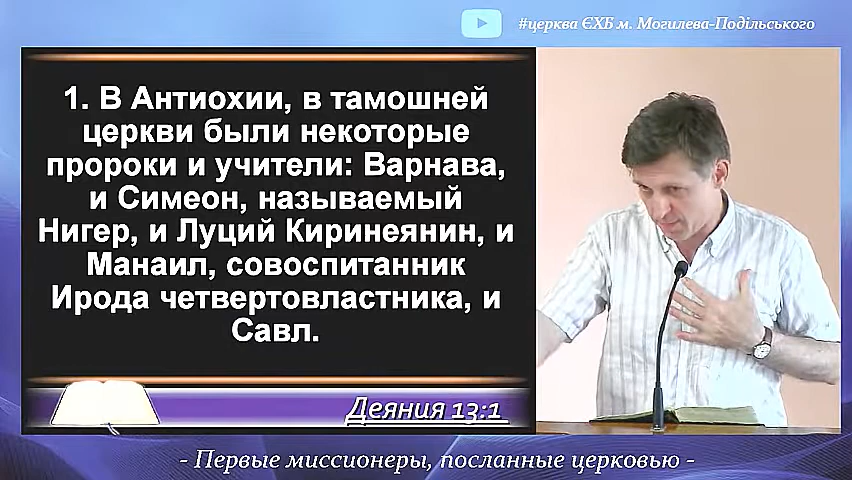 #церква ЄХБ м. Могилева-Подільського
1. В Антиохии, в тамошней
церкви были некоторые
пророки и учители: Варнава,
и Симеон, называемый
Нигер, и Луций Киринеянин, и
Манаил, совоспитанник
Ирода четвертовластника, и
Савл.
Деяния 13:1
- Первые миссионеры, посланные церковью -